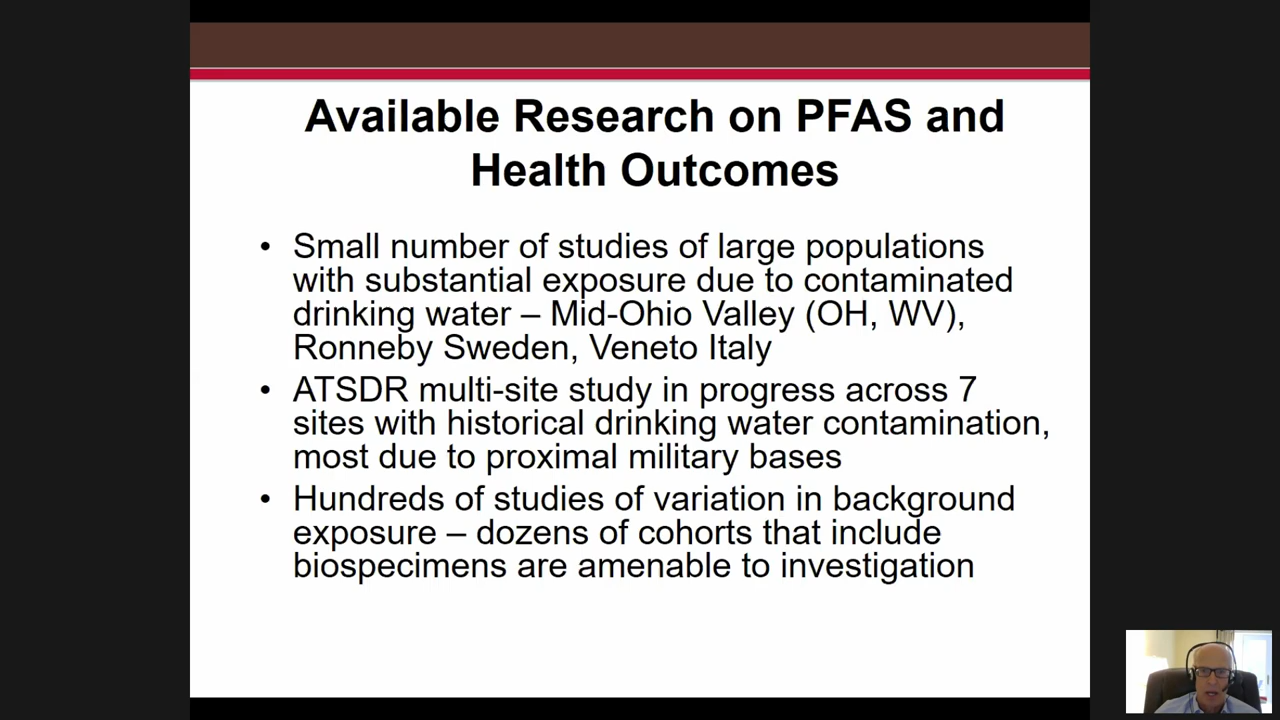 Available Research on PFAS and
Health Outcomes
• Small number of studies of large populations
with substantial exposure due to contaminated
drinking water – Mid-Ohio Valley (OH, WV),
Ronneby Sweden, Veneto Italy
• ATSDR multi-site study in progress across 7
sites with historical drinking water contamination,
most due to proximal military bases
• Hundreds of studies of variation in background
exposure – dozens of cohorts that include
biospecimens are amenable to investigation